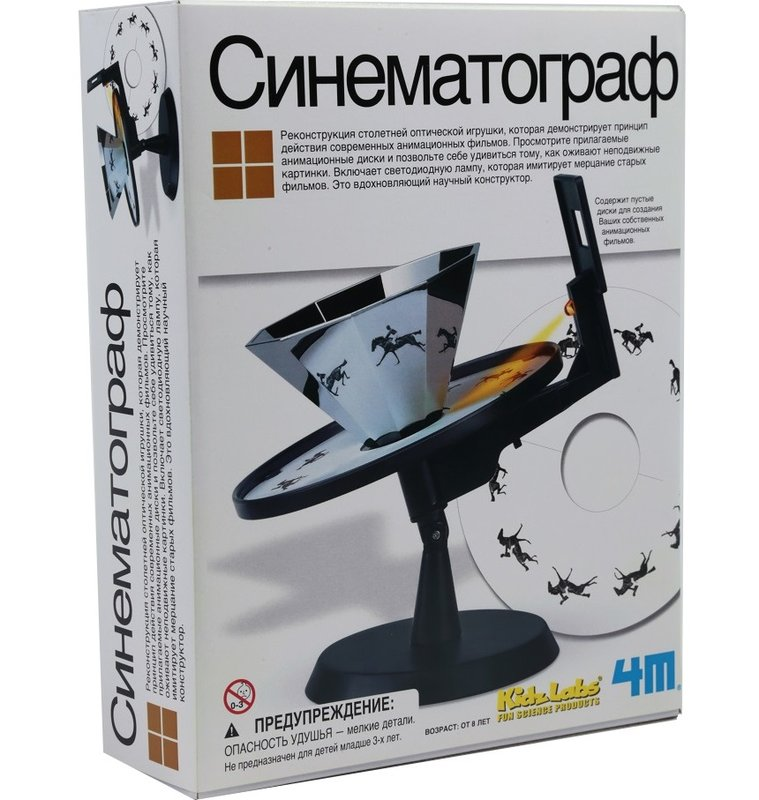 Синематограф
Реконструкция столетней оптической игрушки, которая демонстрирует принцип
действия современных анимационных фильмов. Просмотрите прилагаемые
анимационные диски и позвольте себе удивиться тому, как оживают неподвижные
картинки. Включает светодиодную лампу, которая имитирует мерцание старых
фильмов. Это вдохновляющий научный конструктор.
Содержит пустые
диски для создания
Ваших собственных
анимационных
фильмов.
0-3
ПРЕДУПРЕЖДЕНИЕ:
ОПАСНОСТЬ УДУШЬЯ — мелкие детали.
Не предназначен для детей младше 3-х лет.
ВОЗРАСТ: ОТ 8 ЛЕТ
KidzLabs®
FUN SCIENCE PRODUCTS
4M®
Синематограф
Реконструкция столетней оптической игрушки, которая демонстрирует
принцип действия современных анимационных фильмов. Просмотрите
прилагаемые анимационные диски и позвольте себе удивиться тому, как
оживают неподвижные картинки. Включает светодиодную лампу, которая
имитирует мерцание старых фильмов. Это вдохновляющий научный
конструктор.